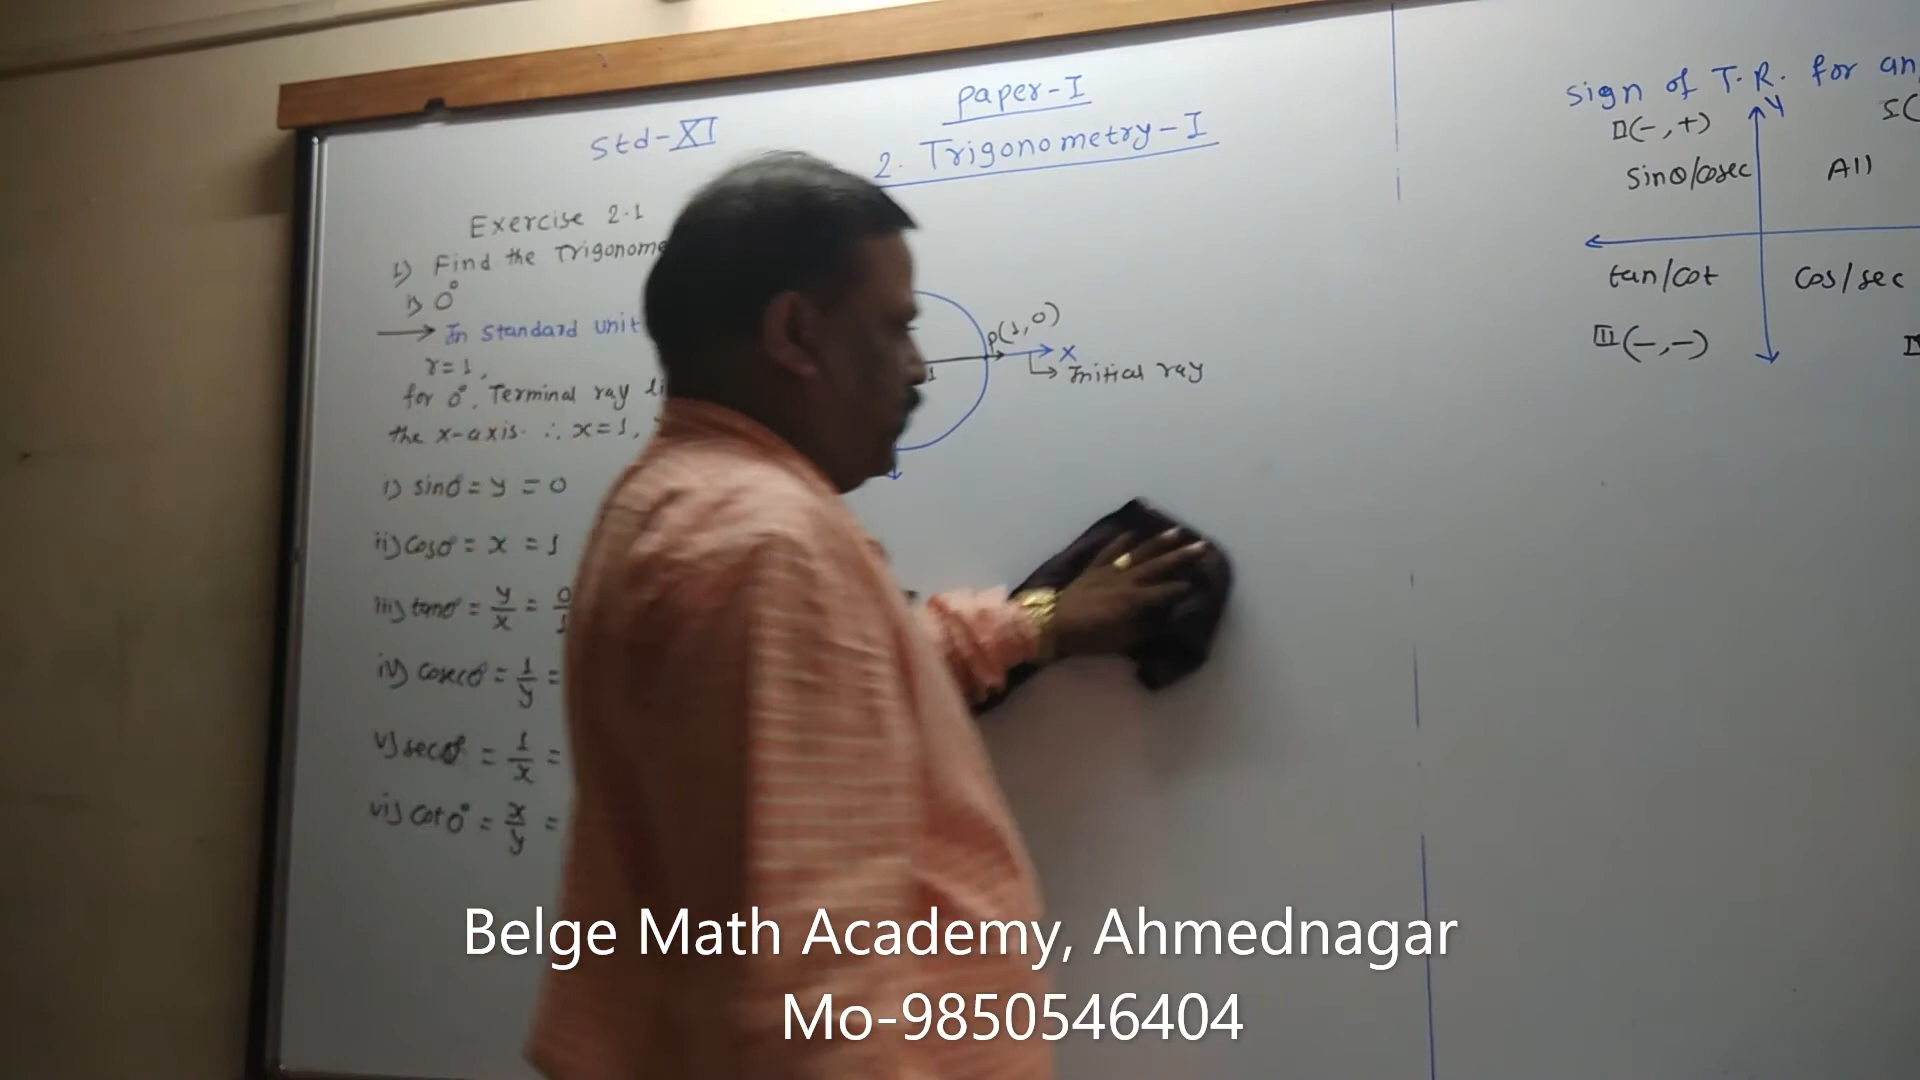 Paper-I
Std-XI
2. Trigonometry-I
Exercise 2.1
1) Find the Trigonome
i) 0°
→ In standard unit
r=1,
for 0°, Terminal ray li
the x-axis. ∴ x=1,
i) sin0° = y = 0
ii) cos0° = x = 1
iii) tan0° = y/x = 0/1
iv) cosec0° = 1/y =
v) sec0° = 1/x =
vi) cot0° = x/y =
P(1,0)
X
1
↳ Initial ray
Sign of T.R. for an
Y
II(-,+)
I(
sinθ/cosec
All
tan/cot
cos/sec
III(-,-)
Belge Math Academy, Ahmednagar
Mo-9850546404